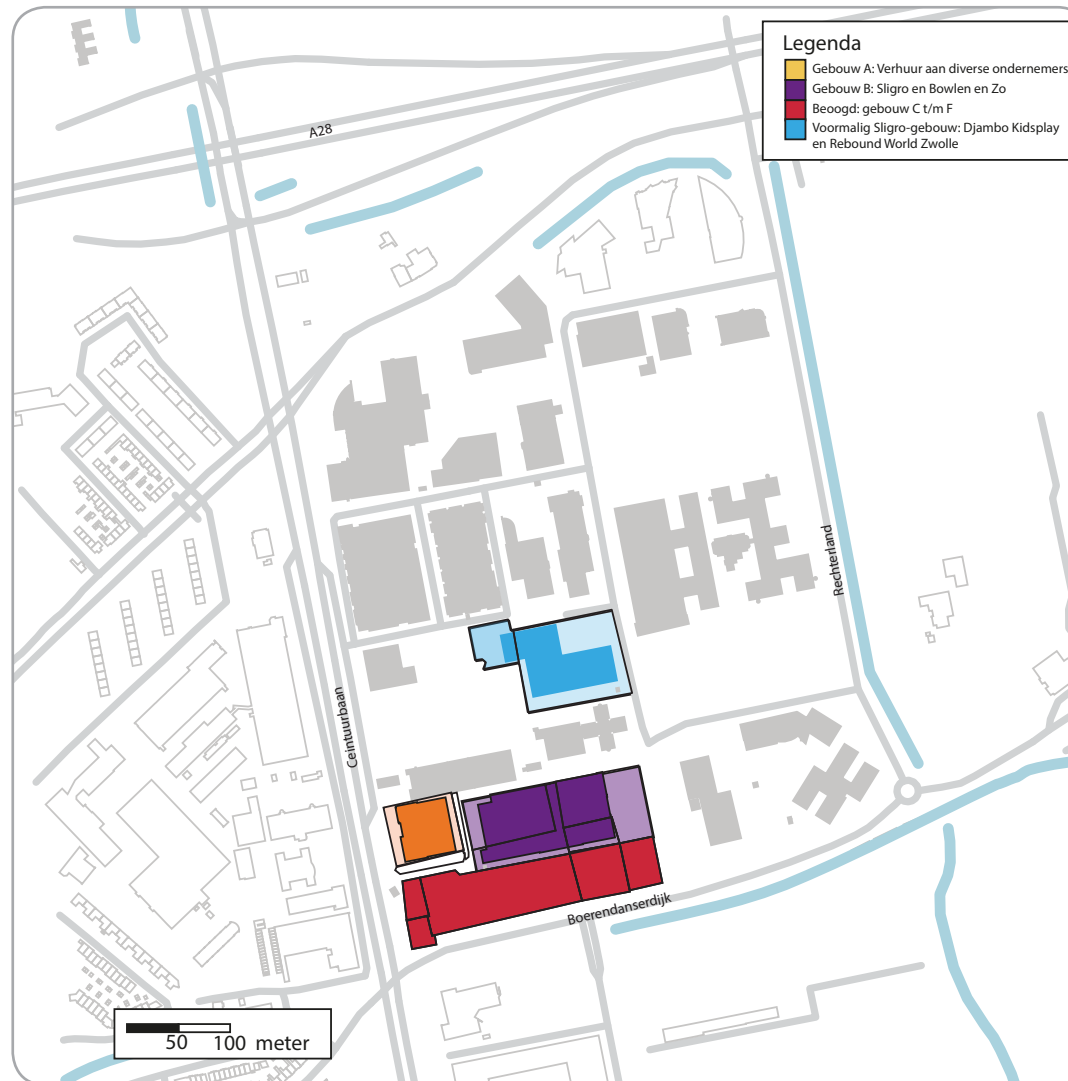 Legenda
Gebouw A: Verhuur aan diverse ondernemers
Gebouw B: Sligro en Bowlen en Zo
Beoogd: gebouw C t/m F
Voormalig Sligro-gebouw: Djambo Kidsplay
en Rebound World Zwolle
A28
Rechterland
Ceintuurbaan
Boerendanserdijk
50 100 meter